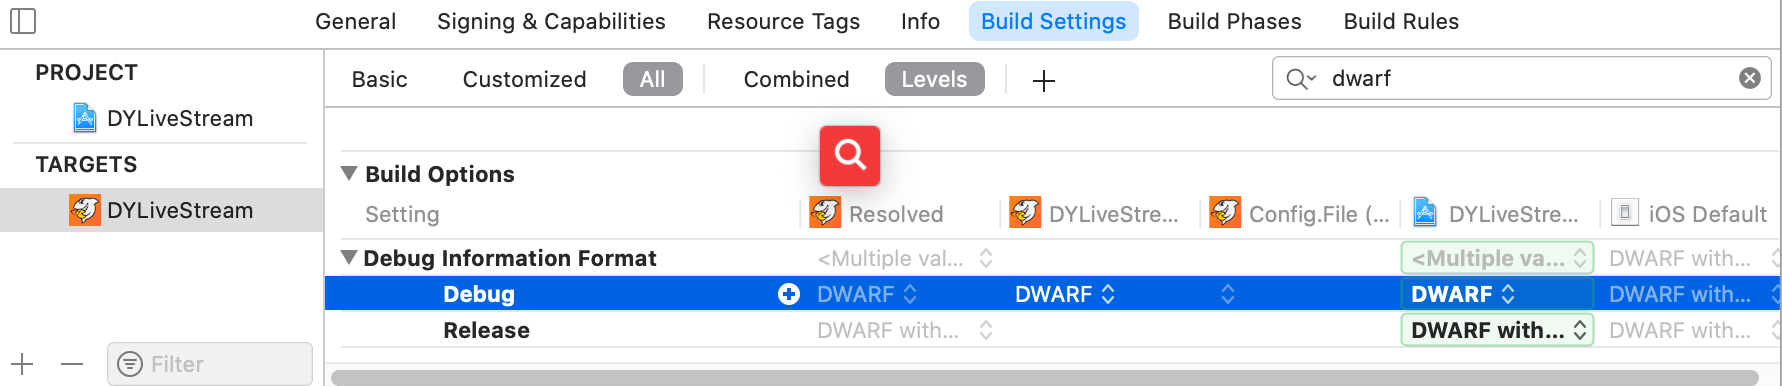 General Signing & Capabilities Resource Tags Info Build Settings Build Phases Build Rules
PROJECT
DYLiveStream
TARGETS
DYLiveStream
Filter
Basic Customized All Combined Levels dwarf
Build Options
Setting Resolved DYLiveStre... Config.File (... DYLiveStre... iOS Default
Debug Information Format <Multiple val... <Multiple va... DWARF with...
Debug DWARF DWARF DWARF DWARF with...
Release DWARF with... DWARF with... DWARF with...